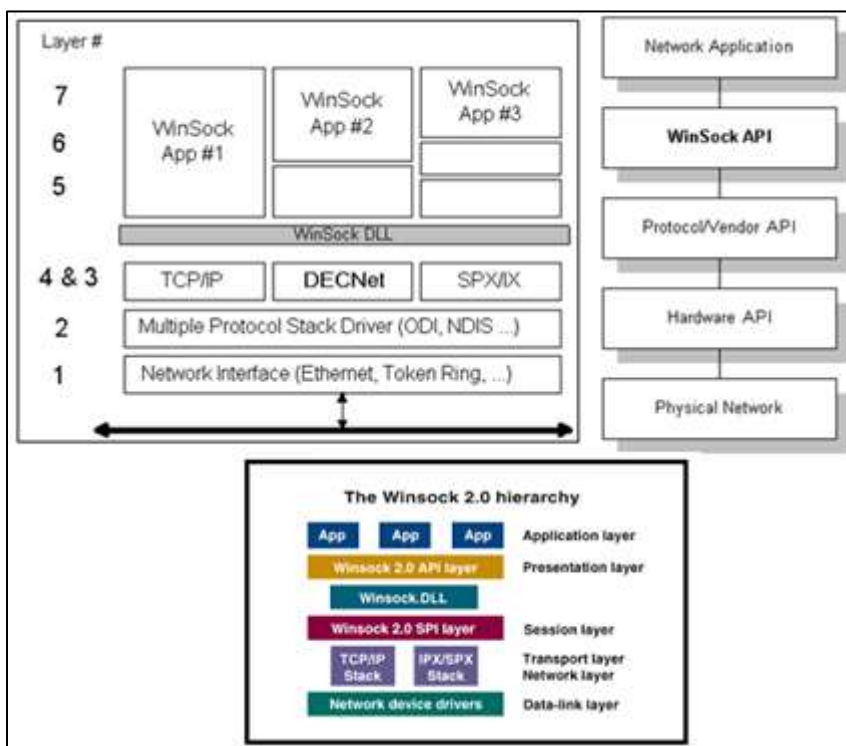 Layer #
7
6
5
4 & 3
2
1
WinSock
App #1
WinSock
App #2
WinSock
App #3
WinSock DLL
TCP/IP
DECNet
SPX/IX
Multiple Protocol Stack Driver (ODI, NDIS ...)
Network Interface (Ethernet, Token Ring, ...)
Network Application
WinSock API
Protocol/Vendor API
Hardware API
Physical Network
The Winsock 2.0 hierarchy
App App App Application layer
Winsock 2.0 API layer Presentation layer
Winsock.DLL
Winsock 2.0 SPI layer Session layer
TCP/IP IPX/SPX Transport layer
Stack Stack Network layer
Network device drivers Data-link layer